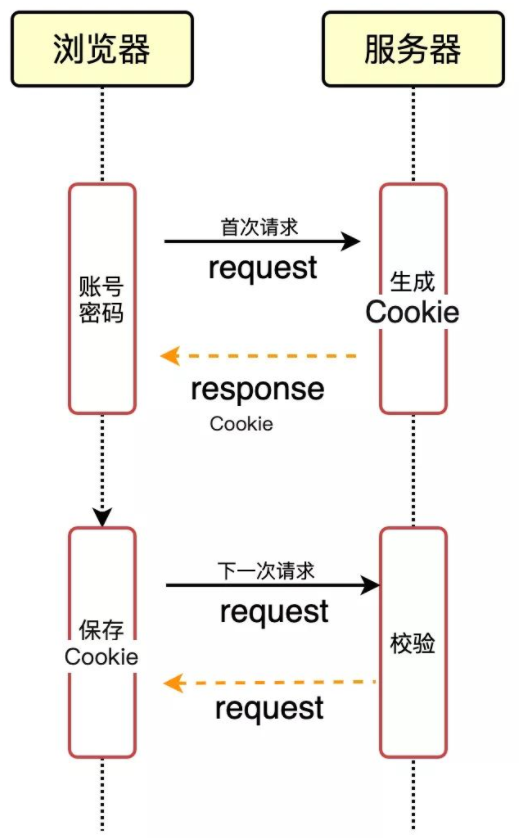 浏览器
服务器
首次请求
request
账号
密码
生成
Cookie
response
Cookie
下一次请求
request
保存
Cookie
校验
request